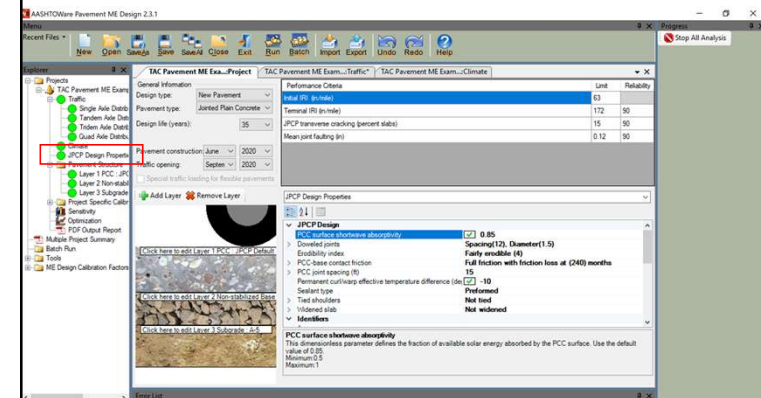 AASHTOWare Pavement ME Design 2.3.1
Menu
Recent Files
New Open SaveAs Save SaveAll Close Exit Run Batch Import Export Undo Redo Help
Progress
Stop All Analysis
Explorer
Projects
TAC Pavement ME Examp
Traffic
Single Axle Distrib
Tandem Axle Distrib
Tridem Axle Distrib
Quad Axle Distribu
Climate
JPCP Design Propertie
Pavement Structure
Layer 1 PCC : JPC
Layer 2 Non-stabil
Layer 3 Subgrade
Project Specific Calibr
Sensitivity
Optimization
PDF Output Report
Multiple Project Summary
Batch Run
Tools
ME Design Calibration Factors
TAC Pavement ME Exa...:Project
TAC Pavement ME Exam...:Traffic*
TAC Pavement ME Exam...:Climate
General Information
Design type: New Pavement
Pavement type: Jointed Plain Concrete
Design life (years): 35
Pavement construction: June 2020
Traffic opening: Septen 2020
Special traffic loading for flexible pavements
Add Layer Remove Layer
Click here to edit Layer 1 PCC : JPCP Default
Click here to edit Layer 2 Non-stabilized Base
Click here to edit Layer 3 Subgrade : A-5
Performance Criteria Limit Reliability
Initial IRI (in/mile) 63
Terminal IRI (in/mile) 172 90
JPCP transverse cracking (percent slabs) 15 90
Mean joint faulting (in) 0.12 90
JPCP Design Properties
JPCP Design
PCC surface shortwave absorptivity 0.85
Doweled joints Spacing(12), Diameter(1.5)
Erodibility index Fairly erodible (4)
PCC-base contact friction Full friction with friction loss at (240) months
PCC joint spacing (ft) 15
Permanent curl/warp effective temperature difference (de -10
Sealant type Preformed
Tied shoulders Not tied
Widened slab Not widened
Identifiers
PCC surface shortwave absorptivity
This dimensionless parameter defines the fraction of available solar energy absorbed by the PCC surface. Use the default
value of 0.85.
Minimum:0.5
Maximum:1
Error List